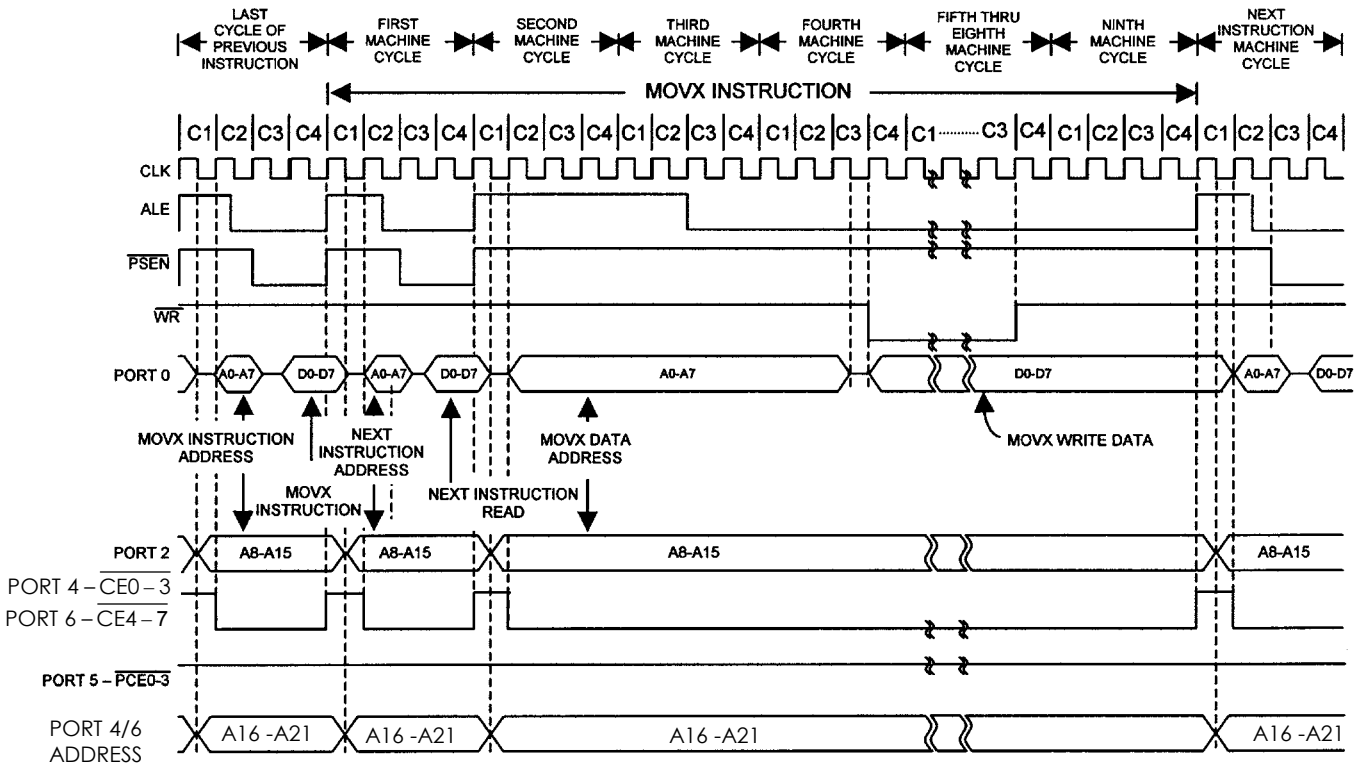 LAST
CYCLE OF
PREVIOUS
INSTRUCTION
FIRST
MACHINE
CYCLE
SECOND
MACHINE
CYCLE
THIRD
MACHINE
CYCLE
FOURTH
MACHINE
CYCLE
FIFTH THRU
EIGHTH
MACHINE
CYCLE
NINTH
MACHINE
CYCLE
NEXT
INSTRUCTION
MACHINE
CYCLE
MOVX INSTRUCTION
C1 C2 C3 C4 C1 C2 C3 C4 C1 C2 C3 C4 C1 C2 C3 C4 C1 C2 C3 C4 C1 .......... C3 C4 C1 C2 C3 C4 C1 C2 C3 C4
CLK
ALE
PSEN
WR
PORT 0 A0-A7 D0-D7 A0-A7 D0-D7 A0-A7 D0-D7 A0-A7 D0-D7
MOVX INSTRUCTION
ADDRESS
NEXT
INSTRUCTION
ADDRESS
MOVX DATA
ADDRESS
MOVX WRITE DATA
MOVX
INSTRUCTION
NEXT INSTRUCTION
READ
PORT 2 A8-A15 A8-A15 A8-A15 A8-A15
PORT 4 – CE0 – 3
PORT 6 – CE4 – 7
PORT 5 – PCE0-3
PORT 4/6
ADDRESS
A16 -A21 A16 -A21 A16 -A21 A16 -A21